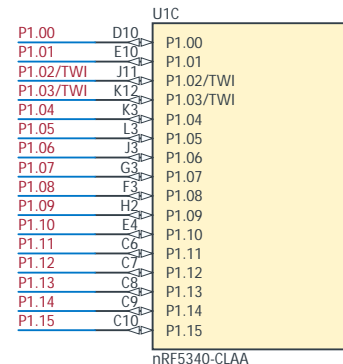 U1C
P1.00 D10 P1.00
P1.01 E10 P1.01
P1.02/TWI J11 P1.02/TWI
P1.03/TWI K12 P1.03/TWI
P1.04 K3 P1.04
P1.05 L3 P1.05
P1.06 J3 P1.06
P1.07 G3 P1.07
P1.08 F3 P1.08
P1.09 H2 P1.09
P1.10 E4 P1.10
P1.11 C6 P1.11
P1.12 C7 P1.12
P1.13 C8 P1.13
P1.14 C9 P1.14
P1.15 C10 P1.15
nRF5340-CLAA